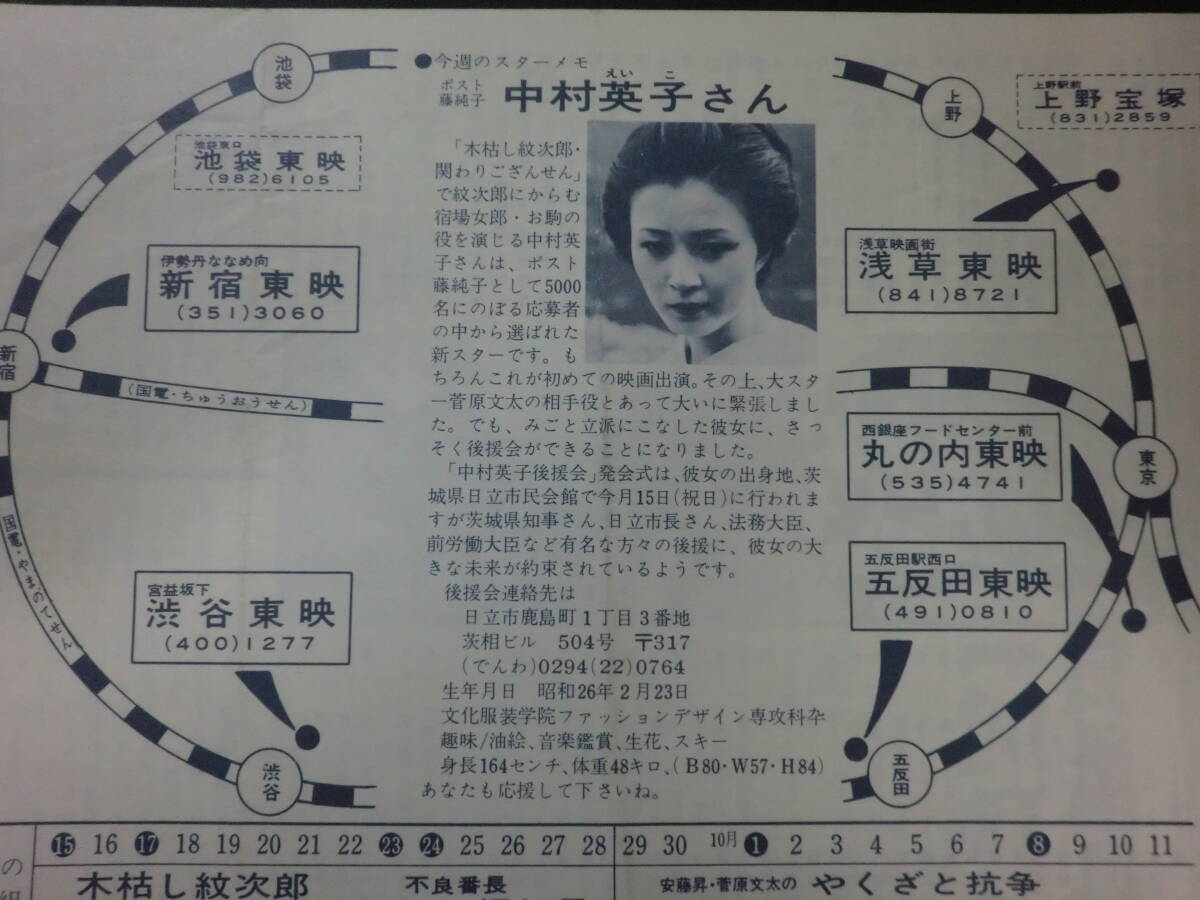 池袋
池袋東口
池袋東映
(982)6105
伊勢丹ななめ向
新宿東映
(351)3060
新宿
(国電・ちゅうおうせん)
国電・やまのてせん
宮益坂下
渋谷東映
(400)1277
渋谷
●今週のスターメモ
ポスト
藤純子
えいこ
中村英子さん
「木枯し紋次郎・
関わりござんせん」
で紋次郎にからむ
宿場女郎・お駒の
役を演じる中村英
子さんは、ポスト
藤純子として5000
名にのぼる応募者
の中から選ばれた
新スターです。も
ちろんこれが初めての映画出演。その上、大スタ
ー菅原文太の相手役とあって大いに緊張しまし
た。でも、みごと立派にこなした彼女に、さっ
そく後援会ができることになりました。
「中村英子後援会」発会式は、彼女の出身地、茨
城県日立市民会館で今月15日(祝日)に行われま
すが茨城県知事さん、日立市長さん、法務大臣、
前労働大臣など有名な方々の後援に、彼女の大
きな未来が約束されているようです。
後援会連絡先は
日立市鹿島町1丁目3番地
茨相ビル 504号 〒317
(でんわ)0294(22)0764
生年月日 昭和26年2月23日
文化服装学院ファッションデザイン専攻科卒
趣味/油絵、音楽鑑賞、生花、スキー
身長164センチ、体重48キロ、(B80・W57・H84)
あなたも応援して下さいね。
上野
上野駅前
上野宝塚
(831)2859
浅草映画街
浅草東映
(841)8721
西銀座フードセンター前
丸の内東映
(535)4741
東京
五反田駅西口
五反田東映
(491)0810
五反田
15 16 17 18 19 20 21 22 23 24 25 26 27 28 29 30 10月 1 2 3 4 5 6 7 8 9 10 11
の
木枯し紋次郎 不良番長 安藤昇・菅原文太の やくざと抗争